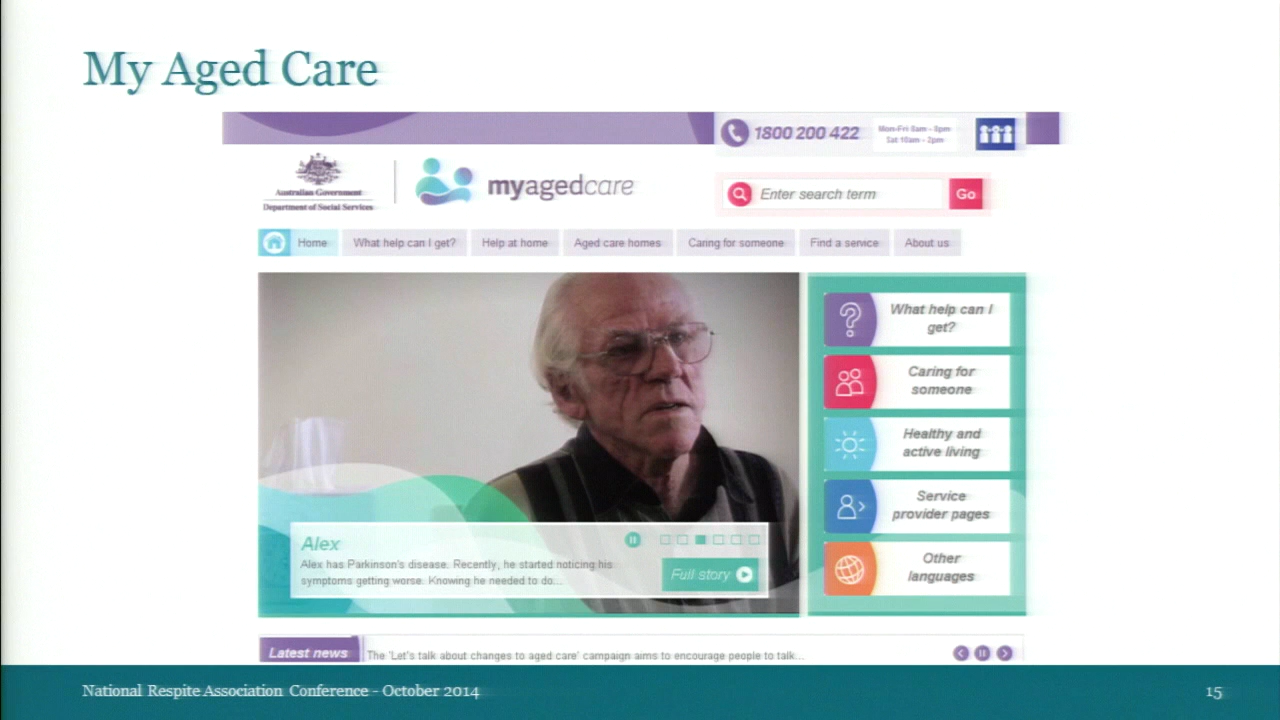 My Aged Care
1800 200 422
Mon-Fri 8am - 8pm
Sat 10am - 2pm
Australian Government
Department of Social Services
myagedcare
Enter search term
Go
Home
What help can I get?
Help at home
Aged care homes
Caring for someone
Find a service
About us
What help can I
get?
Caring for
someone
Healthy and
active living
Service
provider pages
Other
languages
Alex
Alex has Parkinson's disease. Recently, he started noticing his
symptoms getting worse. Knowing he needed to do...
Full story
Latest news
The 'Let's talk about changes to aged care' campaign aims to encourage people to talk...
National Respite Association Conference - October 2014
15